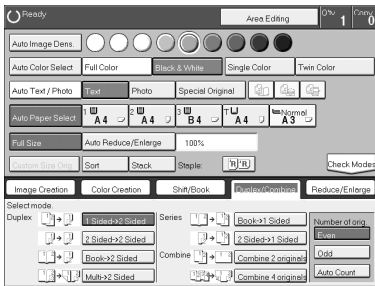 Ready Area Editing Q'ty 1 Copy 0
Auto Image Dens.
Auto Color Select Full Color Black & White Single Color Twin Color
Auto Text / Photo Text Photo Special Original
Auto Paper Select 1 A4 2 A4 3 B4 T A4 Normal A3
Full Size Auto Reduce/Enlarge 100%
Custom Size Orig. Sort Stack Staple: Check Modes
Image Creation Color Creation Shift/Book Duplex/Combine Reduce/Enlarge
Select mode.
Duplex 1 Sided->2 Sided Series Book->1 Sided Number of orig.
2 Sided->2 Sided 2 Sided->1 Sided Even
Book->2 Sided Combine Combine 2 originals Odd
Multi->2 Sided Combine 4 originals Auto Count